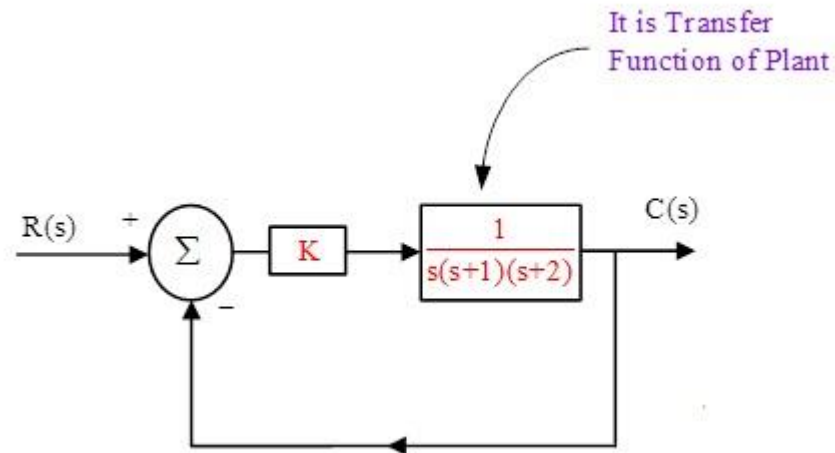 It is Transfer
Function of Plant
R(s)
+
Σ
−
K
1
s(s+1)(s+2)
C(s)